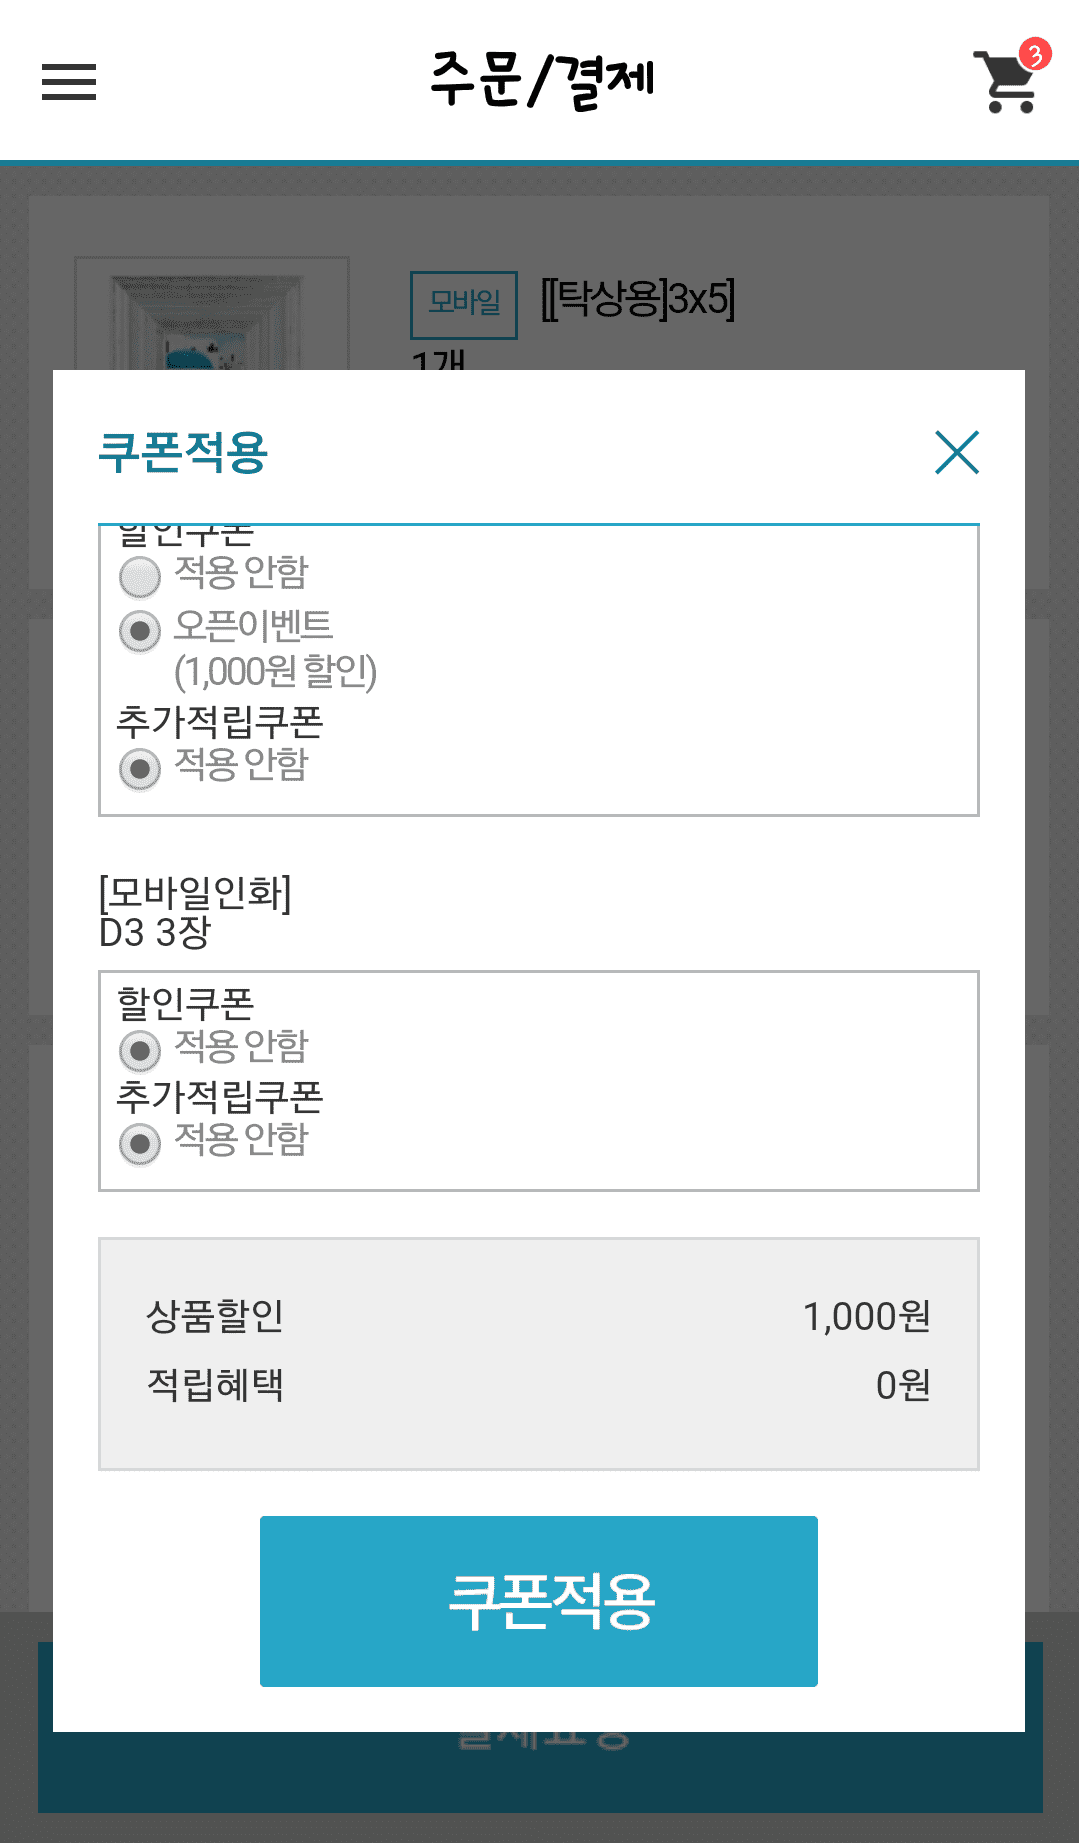 주문/결제
3
모바일 [[탁상용]3x5]
1개
쿠폰적용
할인쿠폰
적용 안함
오픈이벤트
(1,000원 할인)
추가적립쿠폰
적용 안함
[모바일인화]
D3 3장
할인쿠폰
적용 안함
추가적립쿠폰
적용 안함
상품할인 1,000원
적립혜택 0원
쿠폰적용